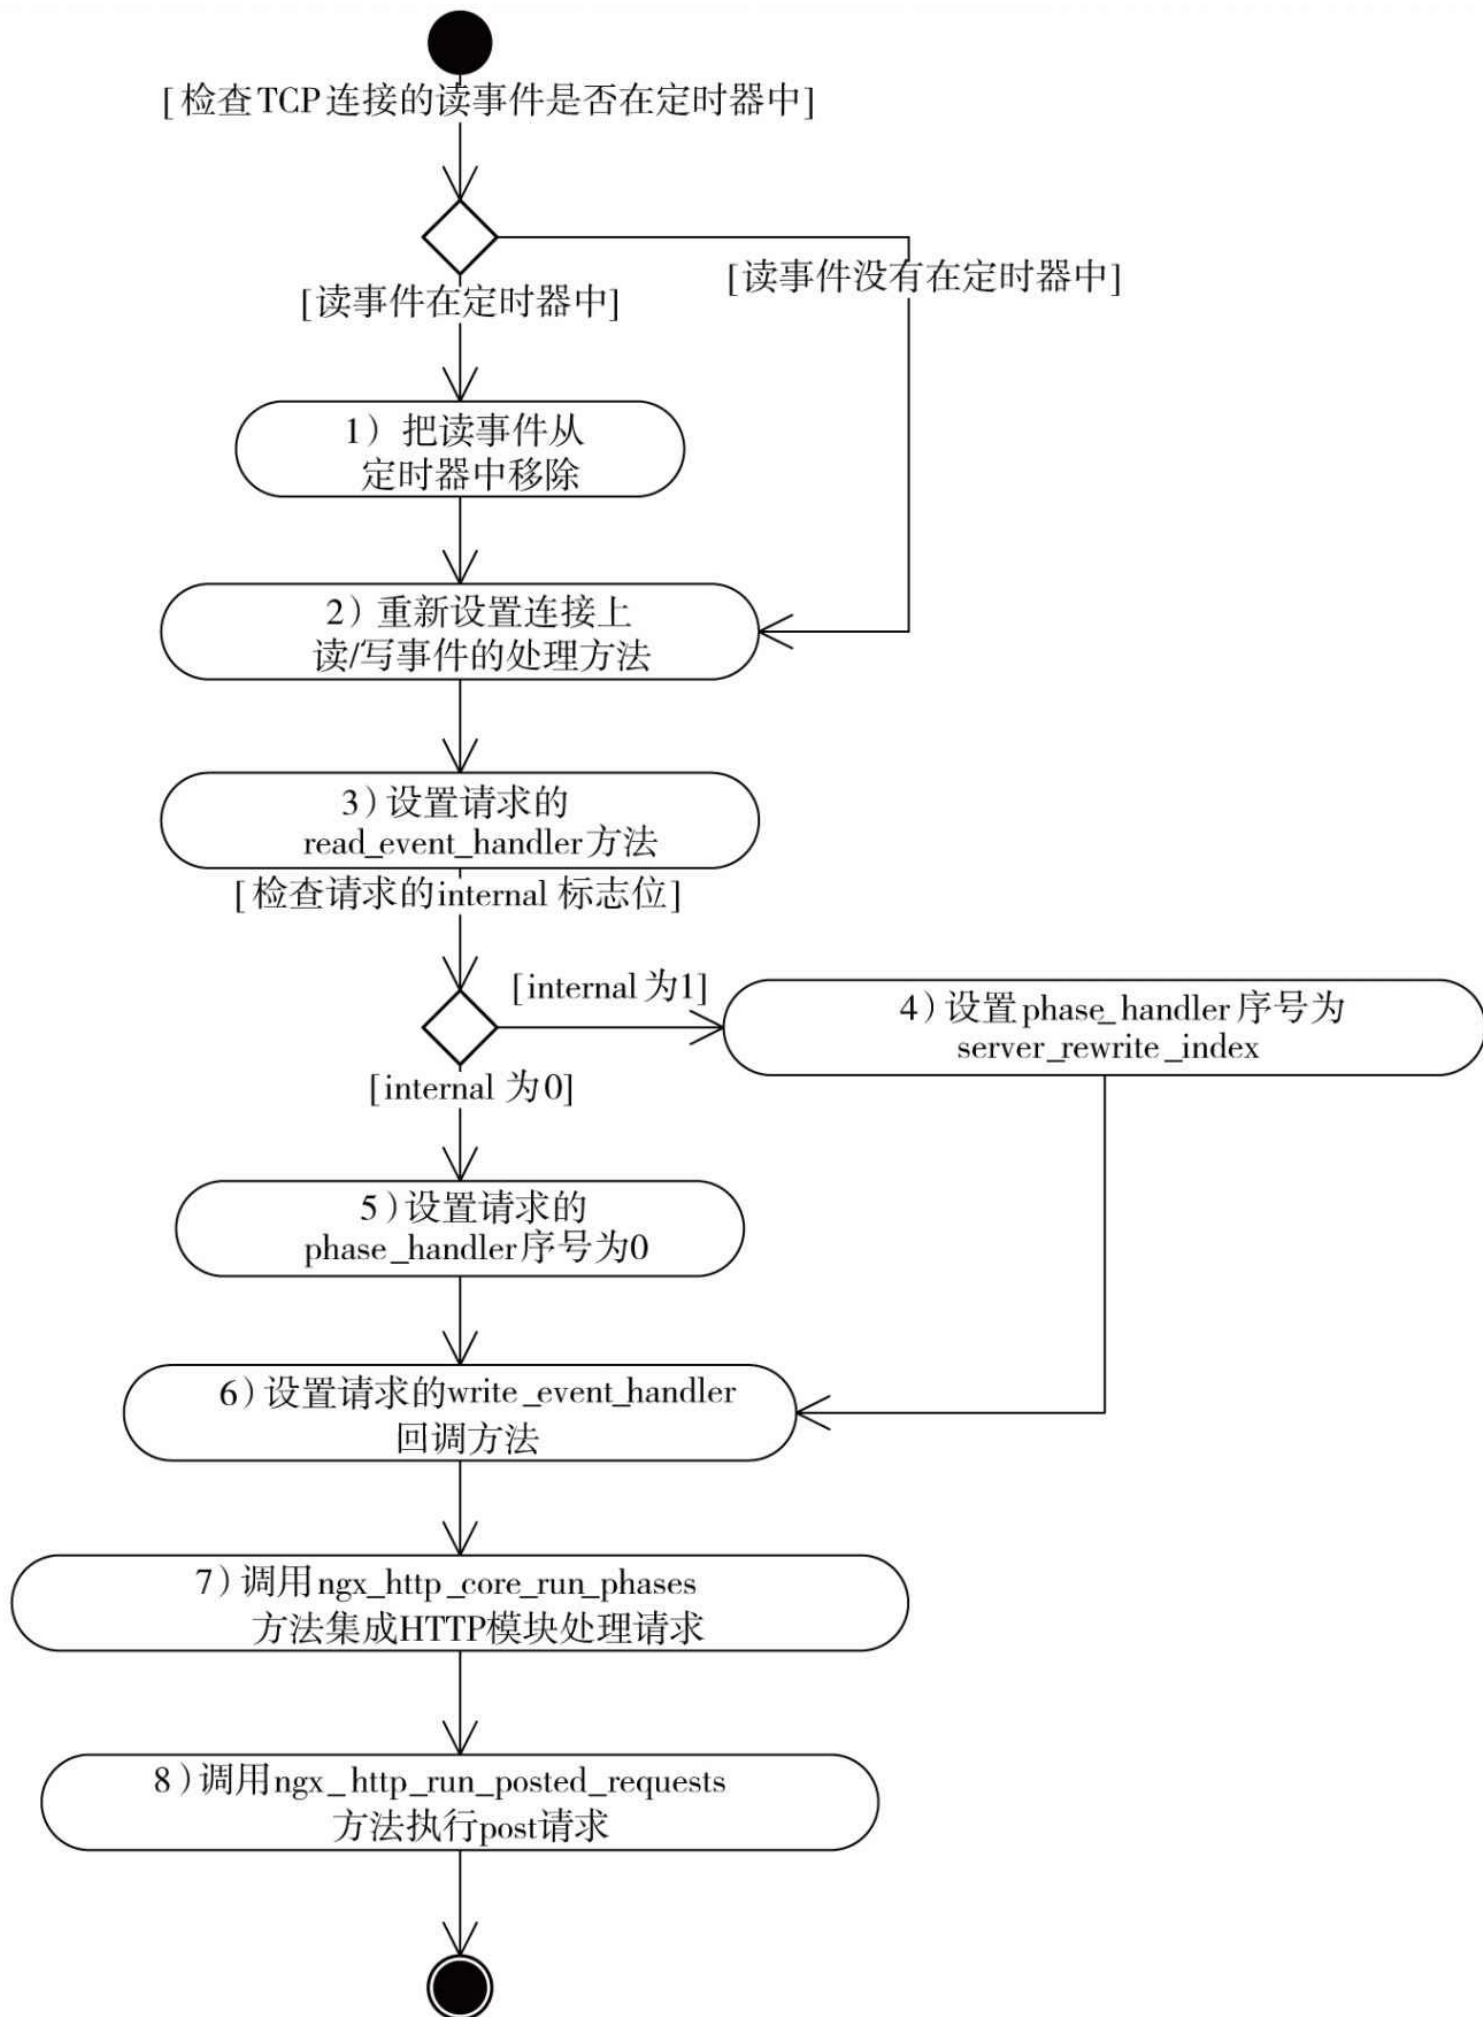 [检查TCP连接的读事件是否在定时器中]
[读事件没有在定时器中]
[读事件在定时器中]
1）把读事件从
定时器中移除
2）重新设置连接上
读/写事件的处理方法
3）设置请求的
read_event_handler方法
[检查请求的internal 标志位]
[internal 为1]
4）设置phase_handler序号为
server_rewrite_index
[internal 为0]
5）设置请求的
phase_handler序号为0
6）设置请求的write_event_handler
回调方法
7）调用ngx_http_core_run_phases
方法集成HTTP模块处理请求
8）调用ngx_http_run_posted_requests
方法执行post请求